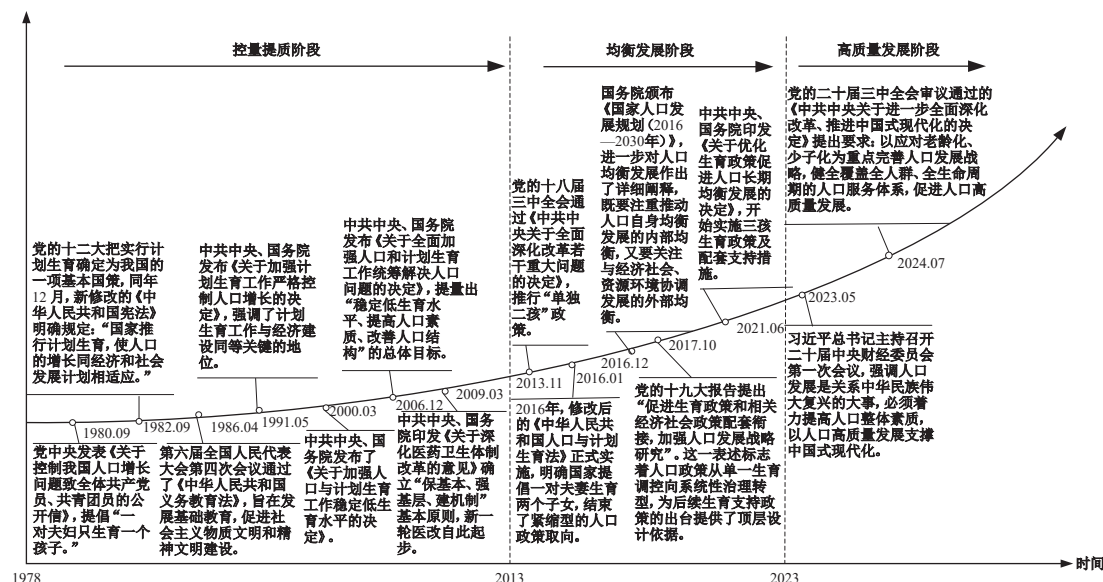 控量提质阶段
均衡发展阶段
高质量发展阶段
党的十二大把实行计
划生育确定为我国的
一项基本国策，同年
12月，新修改的《中
华人民共和国宪法》
明确规定：“国家推
行计划生育，使人口
的增长同经济和社会
发展计划相适应。”
中共中央、国务院
发布《关于加强计
划生育工作严格控
制人口增长的决
定》，强调了计划
生育工作与经济建
设同等关键的地
位。
中共中央、国务院
发布《关于全面加
强人口和计划生育
工作统筹解决人口
问题的决定》，提量出
“稳定低生育水
平、提高人口素
质、改善人口结
构”的总体目标。
党的十八届
三中全会通
过《中共中
央关于全面
深化改革若
干重大问题
的决定》，
推行“单独
二孩”政
策。
国务院颁布
《国家人口发
展规划（2016
—2030年）》，
进一步对人口
均衡发展作出
了详细阐释，
既要注重推动
人口自身均衡
发展的内部均
衡，又要关注
与经济社会、
资源环境协调
发展的外部均
衡。
中共中央、
国务院印发
《关于优化
生育政策促
进人口长期
均衡发展的
决定》，开
始实施三孩
生育政策及
配套支持措
施。
党的二十届三中全会审议通过的
《中共中央关于进一步全面深化
改革、推进中国式现代化的决
定》提出要求：以应对老龄化、
少子化为重点完善人口发展战
略，健全覆盖全人群、全生命周
期的人口服务体系，促进人口高
质量发展。
1980.09
1982.09
1986.04
1991.05
2000.03
2006.12
2009.03
2013.11
2016.01
2016.12
2017.10
2021.06
2023.05
2024.07
党中央发表《关于
控制我国人口增长
问题致全体共产党
员、共青团员的公
开信》，提倡“一
对夫妇只生育一个
孩子。”
第六届全国人民代表
大会第四次会议通过
了《中华人民共和国
义务教育法》，旨在发
展基础教育，促进社
会主义物质文明和精
神文明建设。
中共中央、国
务院发布了
《关于加强人
口与计划生育
工作稳定低生
育水平的决
定》。
中共中央、国务
院印发《关于深
化医药卫生体制
改革的意见》确
立“保基本、强
基层、建机制”
基本原则，新一
轮医改自此起
步。
2016年，修改后
的《中华人民共
和国人口与计划
生育法》正式实
施，明确国家提
倡一对夫妻生育
两个子女，结束
了紧缩型的人口
政策取向。
党的十九大报告提出
“促进生育政策和相关
经济社会政策配套衔
接，加强人口发展战略
研究”。这一表述标志
着人口政策从单一生育
调控向系统性治理转
型，为后续生育支持政
策的出台提供了顶层设
计依据。
习近平总书记主持召开
二十届中央财经委员会
第一次会议，强调人口
发展是关系中华民族伟
大复兴的大事，必须着
力提高人口整体素质，
以人口高质量发展支撑
中国式现代化。
1978
2013
2023
时间